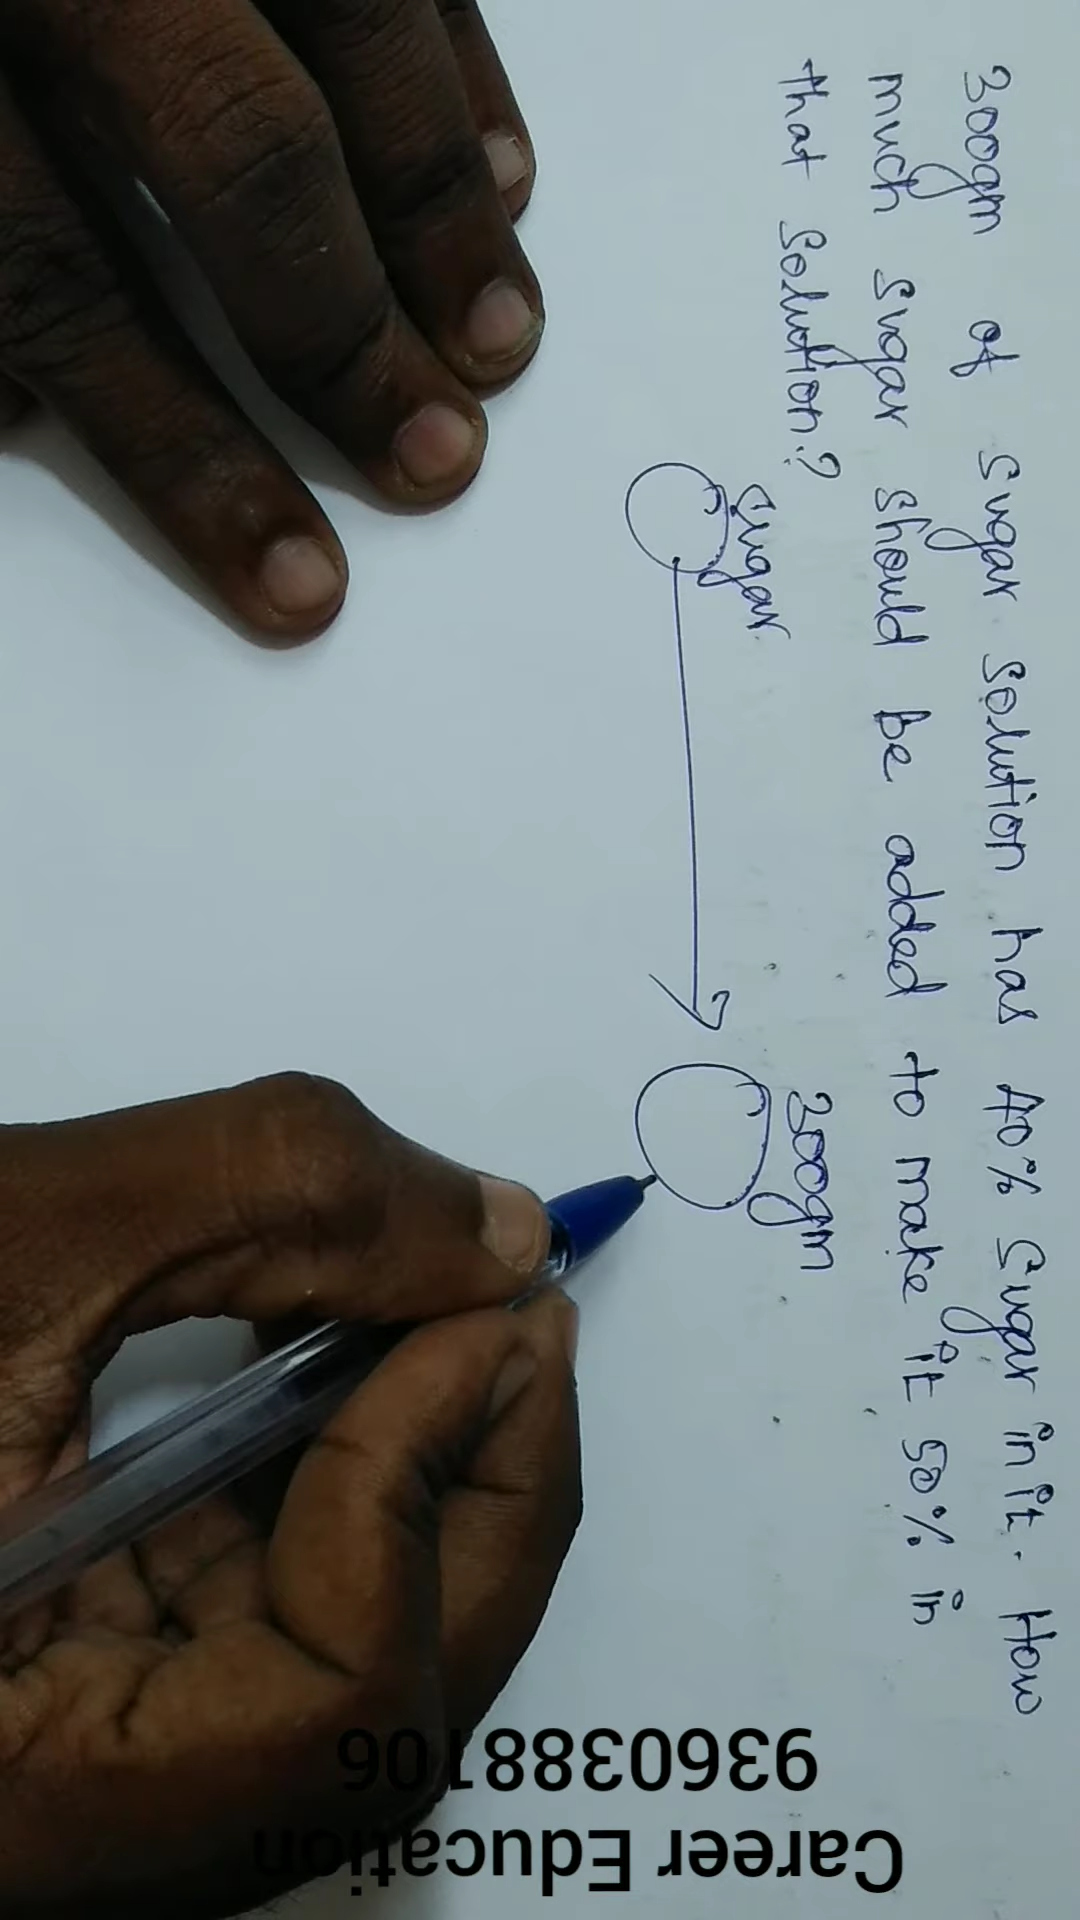 300gm of sugar solution has 40% sugar in it. How
much sugar should be added to make it 50% in
that solution?
sugar
300gm
Career Education
9360388106